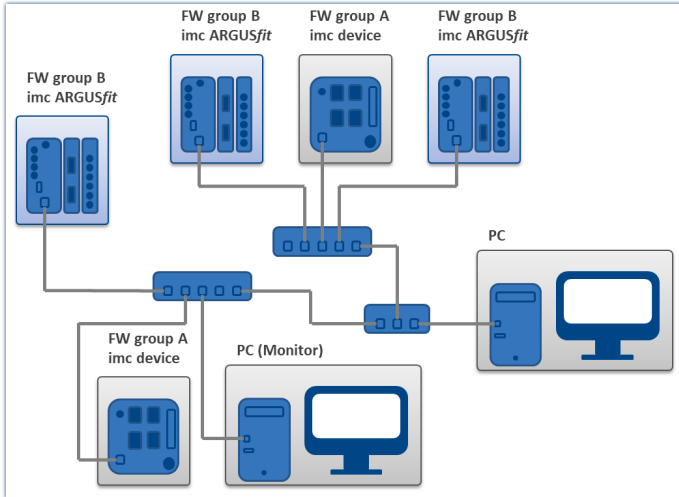 FW group B
imc ARGUSfit
FW group A
imc device
FW group B
imc ARGUSfit
FW group B
imc ARGUSfit
PC
FW group A
imc device
PC (Monitor)